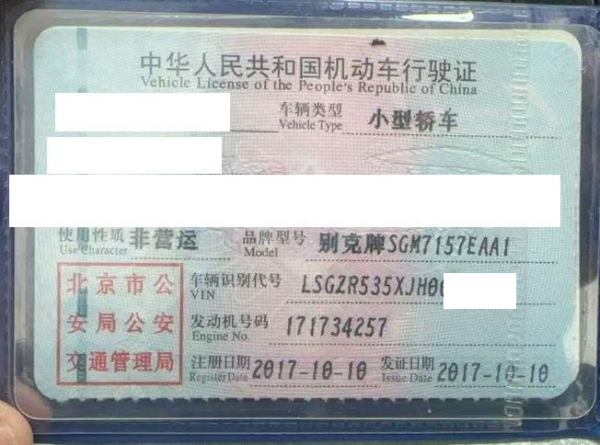 中华人民共和国机动车行驶证
Vehicle License of the People's Republic of China
车辆类型 小型轿车
Vehicle Type
使用性质 非营运 品牌型号 别克牌SGM7157EAA1
Use Character Model
北京市公
安局公安
交通管理局
车辆识别代号 LSGZR535XJH0
VIN
发动机号码 171734257
Engine No.
注册日期 2017-10-10 发证日期 2017-10-10
Register Date Issue Date